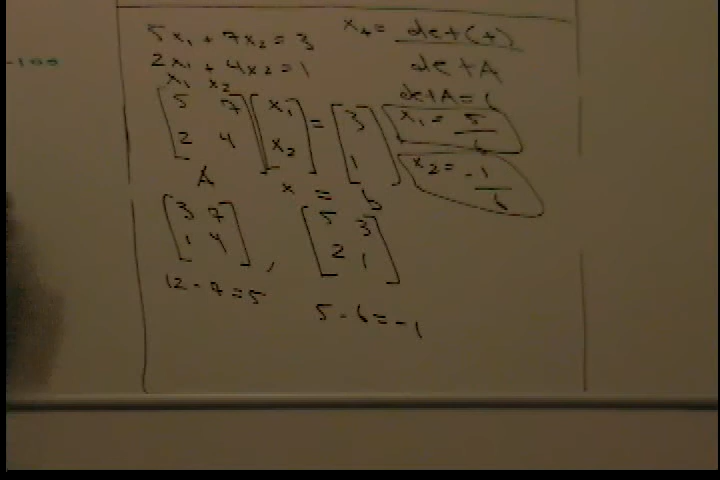 5x₁ + 7x₂ = 3
2x₁ + 4x₂ = 1
x₁ x₂
[5 7; 2 4] [x₁; x₂] = [3; 1]
A x = b
[3 7; 1 4] , [5 3; 2 1]
12 - 7 = 5
5 - 6 = -1
det( )
det A
det A = 6
x₁ = 5/6
x₂ = -1/6
-100